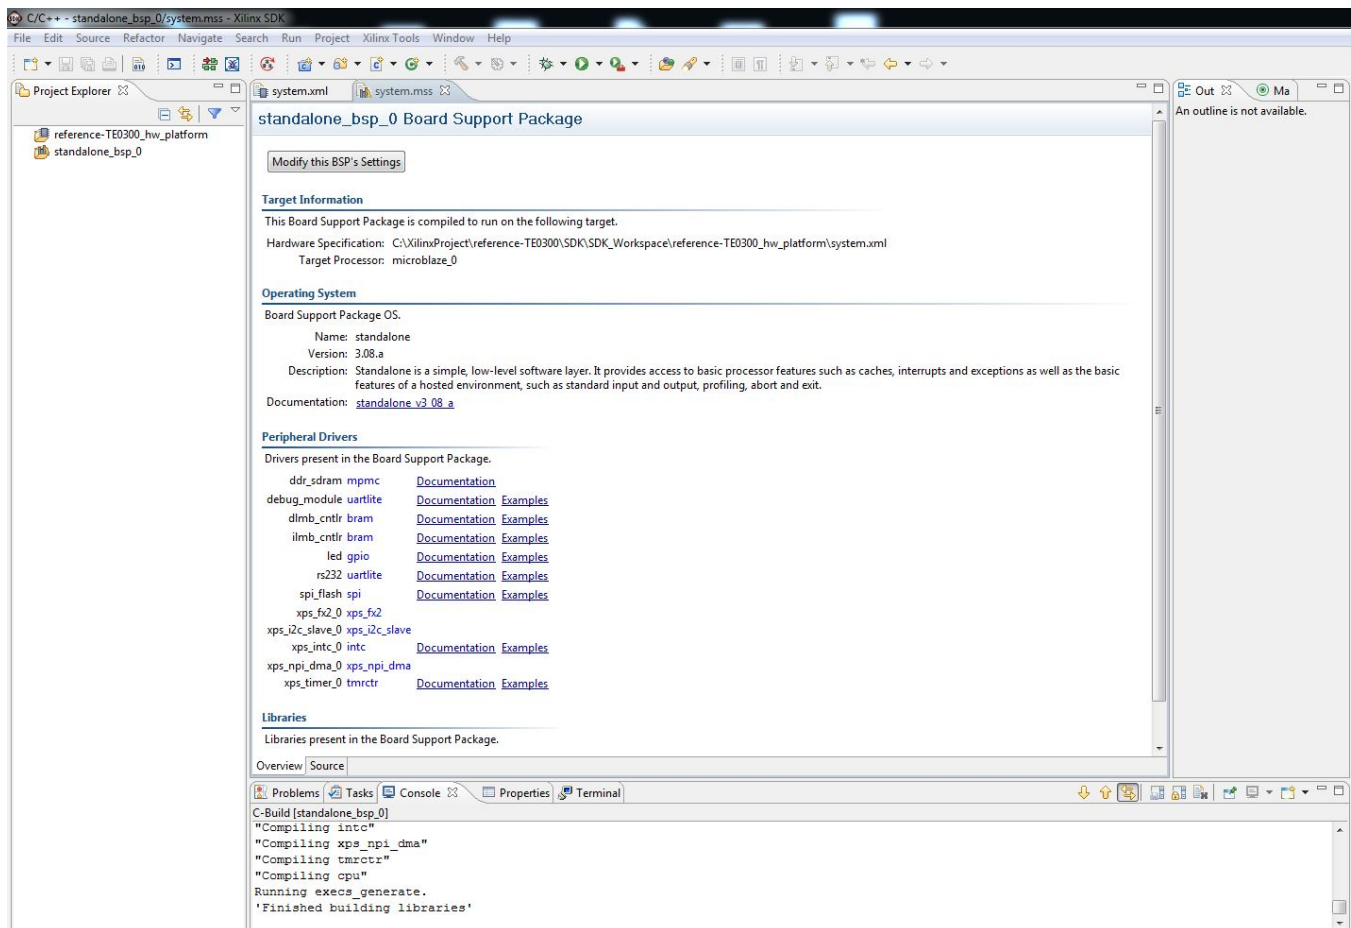 C/C++ - standalone_bsp_0/system.mss - Xilinx SDK
File Edit Source Refactor Navigate Search Run Project Xilinx Tools Window Help
Project Explorer
reference-TE0300_hw_platform
standalone_bsp_0
system.xml system.mss
standalone_bsp_0 Board Support Package
Modify this BSP's Settings
Target Information
This Board Support Package is compiled to run on the following target.
Hardware Specification: C:\XilinxProject\reference-TE0300\SDK\SDK_Workspace\reference-TE0300_hw_platform\system.xml
Target Processor: microblaze_0
Operating System
Board Support Package OS.
Name: standalone
Version: 3.08.a
Description: Standalone is a simple, low-level software layer. It provides access to basic processor features such as caches, interrupts and exceptions as well as the basic
features of a hosted environment, such as standard input and output, profiling, abort and exit.
Documentation: standalone_v3_08_a
Peripheral Drivers
Drivers present in the Board Support Package.
ddr_sdram mpmc Documentation
debug_module uartlite Documentation Examples
dlmb_cntlr bram Documentation Examples
ilmb_cntlr bram Documentation Examples
led gpio Documentation Examples
rs232 uartlite Documentation Examples
spi_flash spi Documentation Examples
xps_fx2_0 xps_fx2
xps_i2c_slave_0 xps_i2c_slave
xps_intc_0 intc Documentation Examples
xps_npi_dma_0 xps_npi_dma
xps_timer_0 tmrctr Documentation Examples
Libraries
Libraries present in the Board Support Package.
Overview Source
Out Ma
An outline is not available.
Problems Tasks Console Properties Terminal
C-Build [standalone_bsp_0]
"Compiling intc"
"Compiling xps_npi_dma"
"Compiling tmrctr"
"Compiling cpu"
Running execs_generate.
'Finished building libraries'